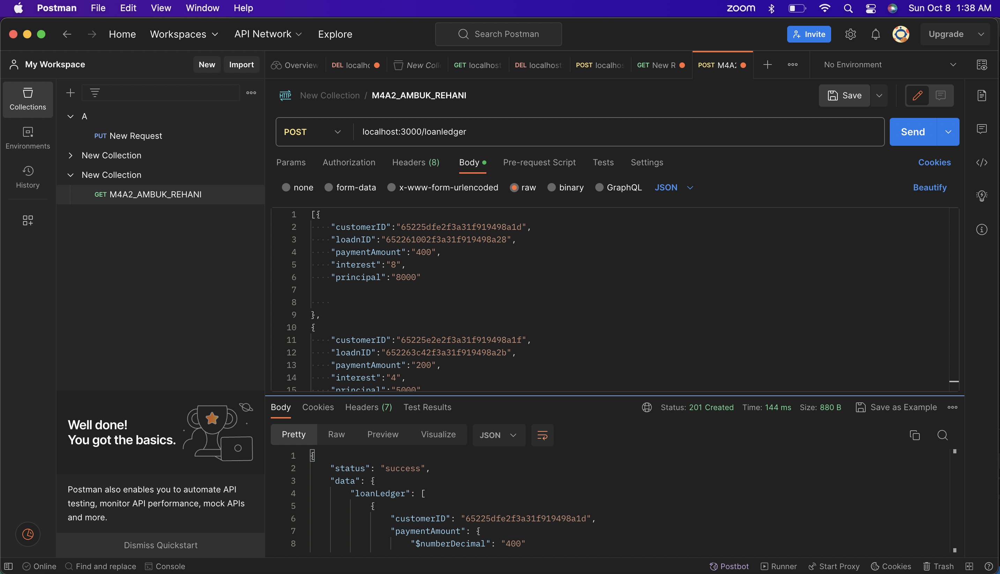 Postman File Edit View Window Help
zoom Sun Oct 8 1:38 AM
Home Workspaces API Network Explore
Search Postman
Invite
Upgrade
My Workspace
New Import
Overview
DEL localhc
New Coll
GET localhost
DEL localhost
POST localhos
GET New R
POST M4A2
No Environment
Collections
Environments
History
A
PUT New Request
New Collection
New Collection
GET M4A2_AMBUK_REHANI
HTTP New Collection / M4A2_AMBUK_REHANI
Save
POST localhost:3000/loanledger
Send
Params Authorization Headers (8) Body Pre-request Script Tests Settings
Cookies
none form-data x-www-form-urlencoded raw binary GraphQL JSON
Beautify
1 [{
2 "customerID":"65225dfe2f3a31f919498a1d",
3 "loadnID":"652261002f3a31f919498a28",
4 "paymentAmount":"400",
5 "interest":"8",
6 "principal":"8000"
7
8
9 },
10 {
11 "customerID":"65225e2e2f3a31f919498a1f",
12 "loadnID":"652263c42f3a31f919498a2b",
13 "paymentAmount":"200",
14 "interest":"4",
15 "principal":"5000"
Body Cookies Headers (7) Test Results
Status: 201 Created Time: 144 ms Size: 880 B Save as Example
Pretty Raw Preview Visualize JSON
1 {
2 "status": "success",
3 "data": {
4 "loanLedger": [
5 {
6 "customerID": "65225dfe2f3a31f919498a1d",
7 "paymentAmount": {
8 "$numberDecimal": "400"
Well done!
You got the basics.
Postman also enables you to automate API
testing, monitor API performance, mock APIs
and more.
Dismiss Quickstart
Online Find and replace Console
Postbot Runner Start Proxy Cookies Trash